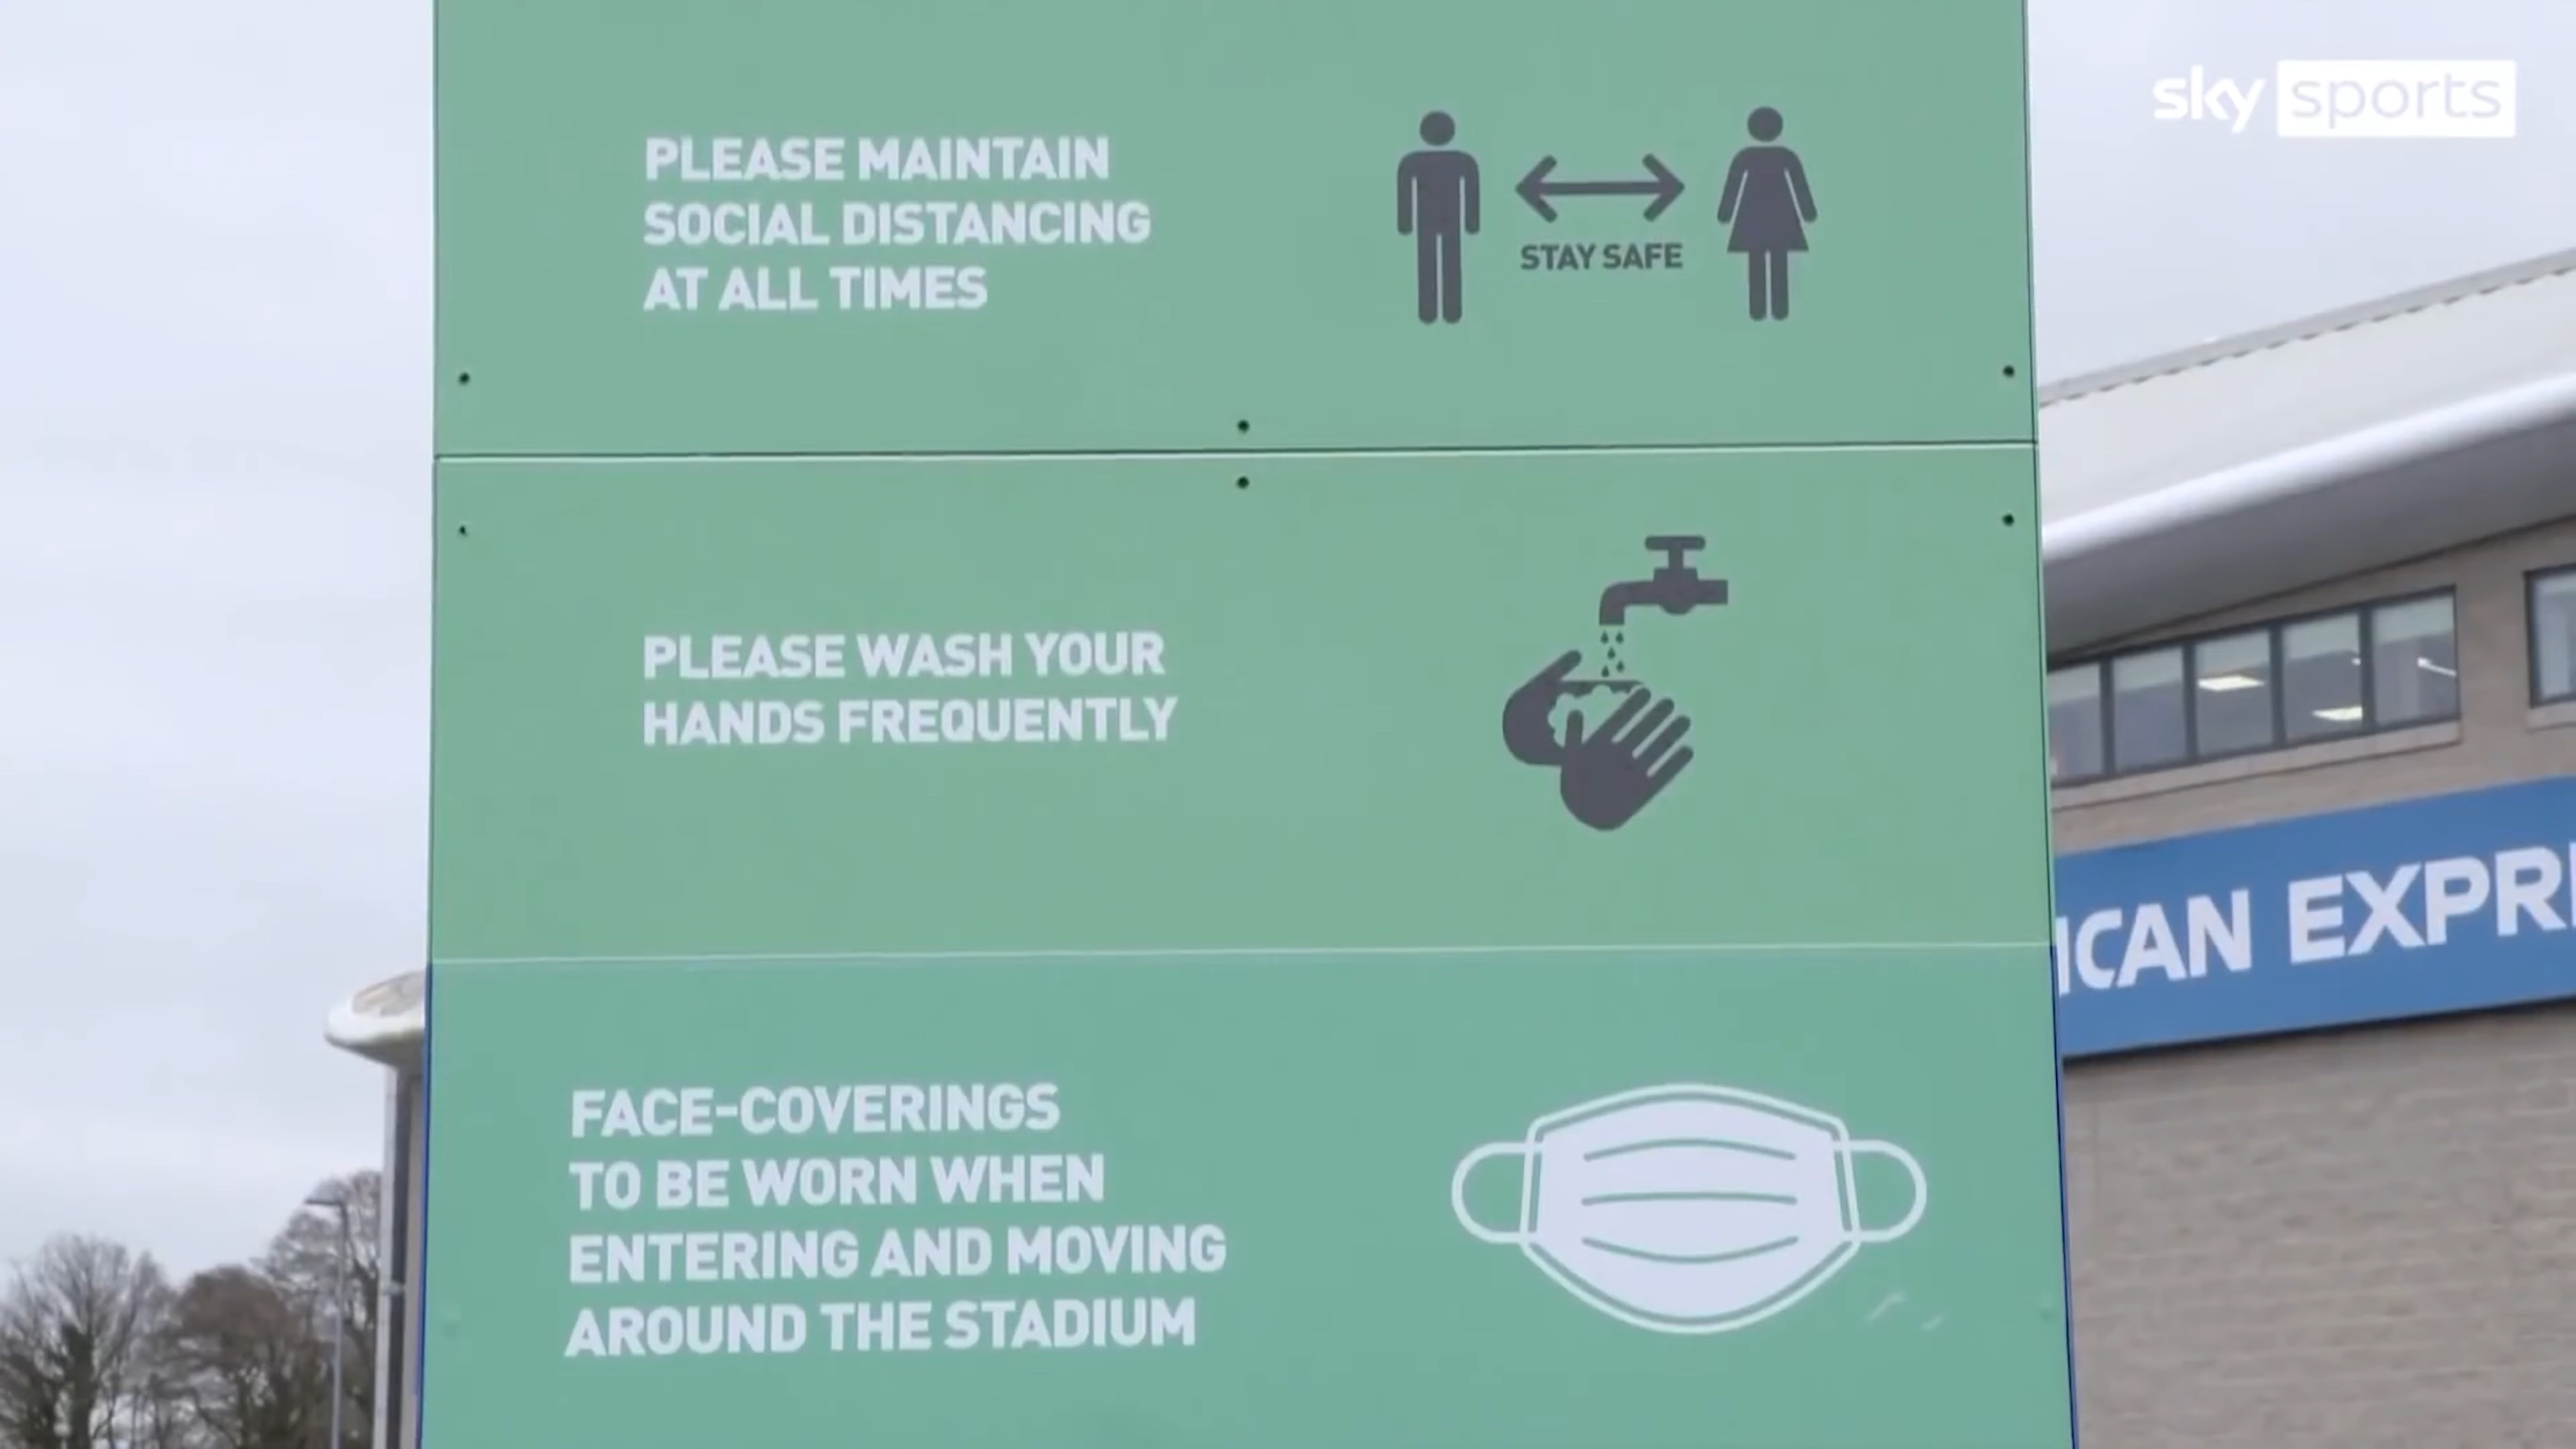 sky sports
PLEASE MAINTAIN
SOCIAL DISTANCING
AT ALL TIMES
STAY SAFE
PLEASE WASH YOUR
HANDS FREQUENTLY
ICAN EXPR
FACE-COVERINGS
TO BE WORN WHEN
ENTERING AND MOVING
AROUND THE STADIUM